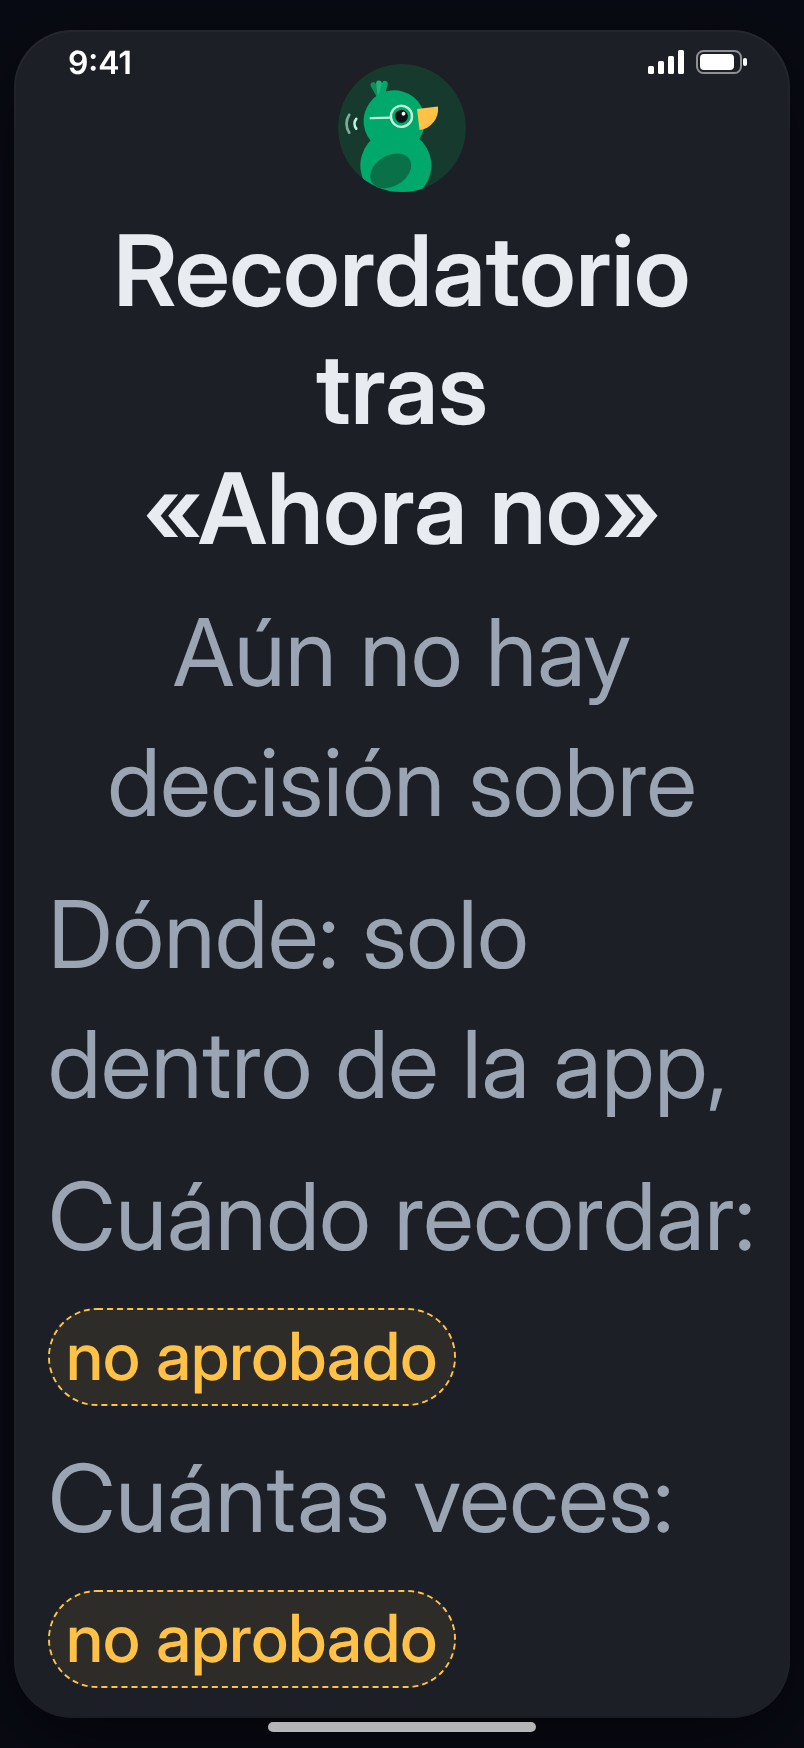 9:41
Recordatorio
tras
«Ahora no»
Aún no hay
decisión sobre
Dónde: solo
dentro de la app,
Cuándo recordar:
no aprobado
Cuántas veces:
no aprobado